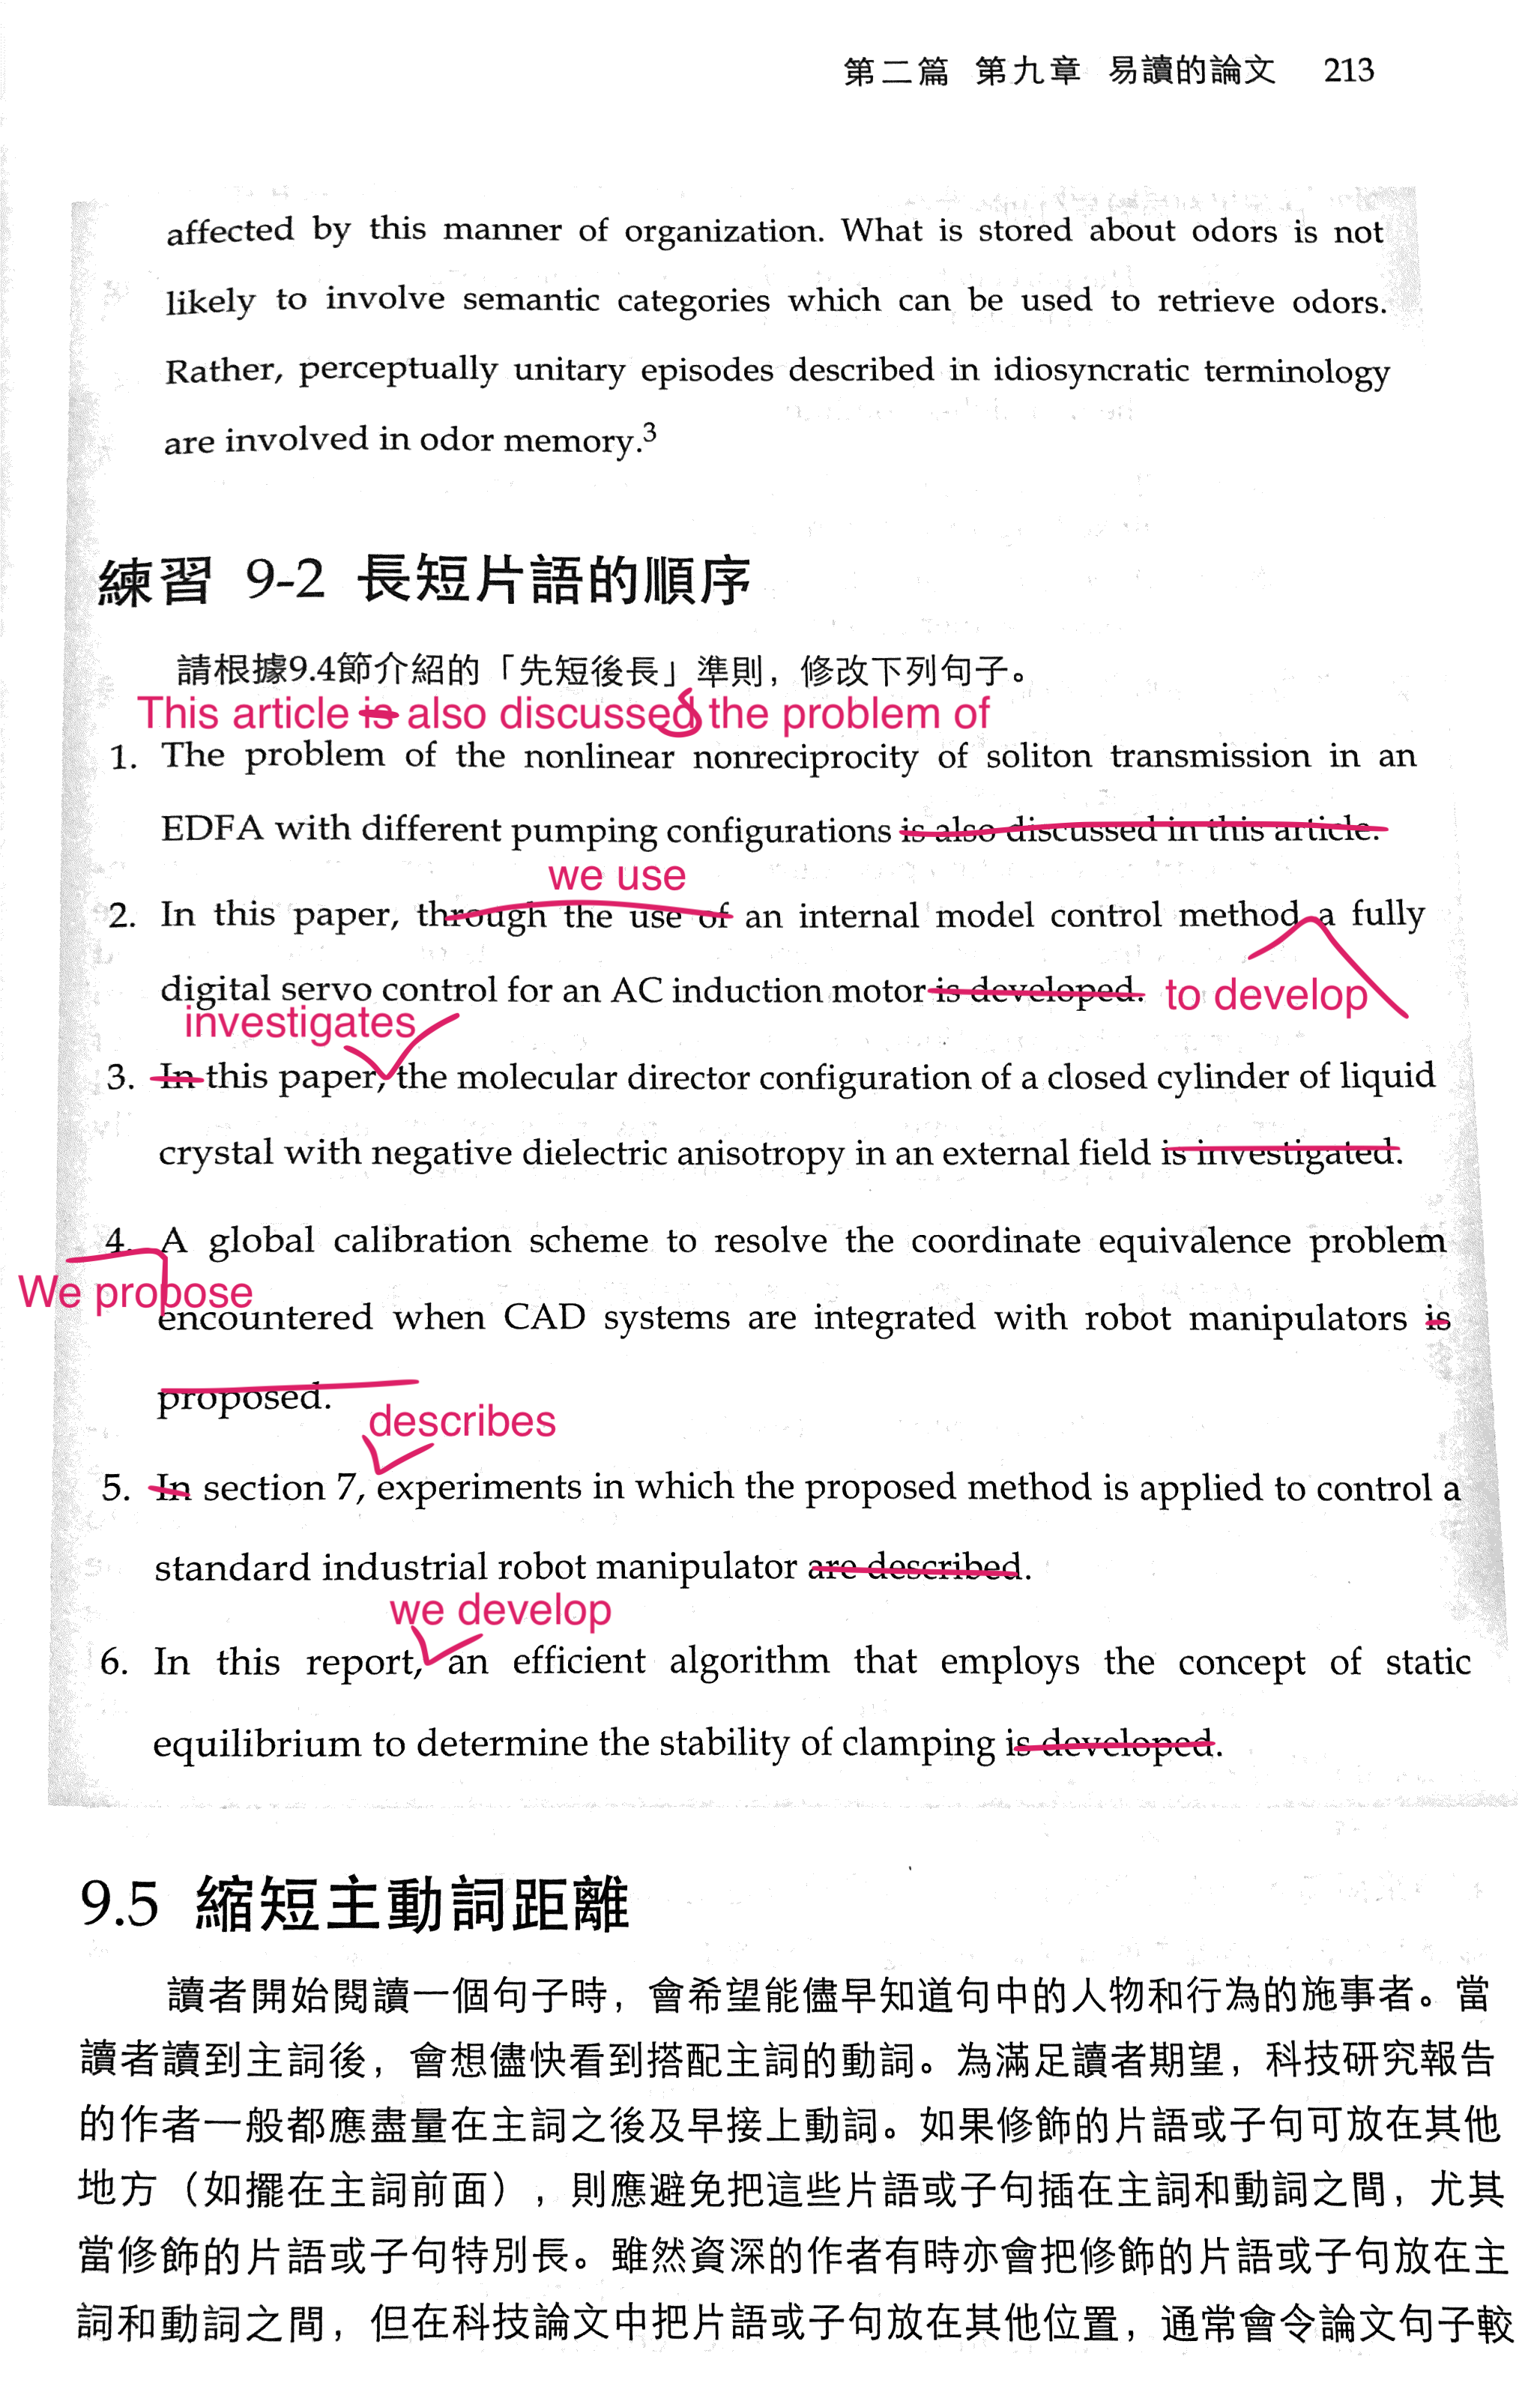 第二篇 第九章 易讀的論文 213
affected by this manner of organization. What is stored about odors is not
likely to involve semantic categories which can be used to retrieve odors.
Rather, perceptually unitary episodes described in idiosyncratic terminology
are involved in odor memory.3
練習 9-2 長短片語的順序
請根據9.4節介紹的「先短後長」準則，修改下列句子。
This article is also discussed the problem of
1. The problem of the nonlinear nonreciprocity of soliton transmission in an
EDFA with different pumping configurations is also discussed in this article.
we use
2. In this paper, through the use of an internal model control method a fully
digital servo control for an AC induction motor is developed. to develop
investigates
3. In this paper, the molecular director configuration of a closed cylinder of liquid
crystal with negative dielectric anisotropy in an external field is investigated.
4. A global calibration scheme to resolve the coordinate equivalence problem
We propose
encountered when CAD systems are integrated with robot manipulators is
proposed.
describes
5. In section 7, experiments in which the proposed method is applied to control a
standard industrial robot manipulator are described.
we develop
6. In this report, an efficient algorithm that employs the concept of static
equilibrium to determine the stability of clamping is developed.
9.5 縮短主動詞距離
讀者開始閱讀一個句子時，會希望能儘早知道句中的人物和行為的施事者。當
讀者讀到主詞後，會想儘快看到搭配主詞的動詞。為滿足讀者期望，科技研究報告
的作者一般都應盡量在主詞之後及早接上動詞。如果修飾的片語或子句可放在其他
地方（如擺在主詞前面），則應避免把這些片語或子句插在主詞和動詞之間，尤其
當修飾的片語或子句特別長。雖然資深的作者有時亦會把修飾的片語或子句放在主
詞和動詞之間，但在科技論文中把片語或子句放在其他位置，通常會令論文句子較